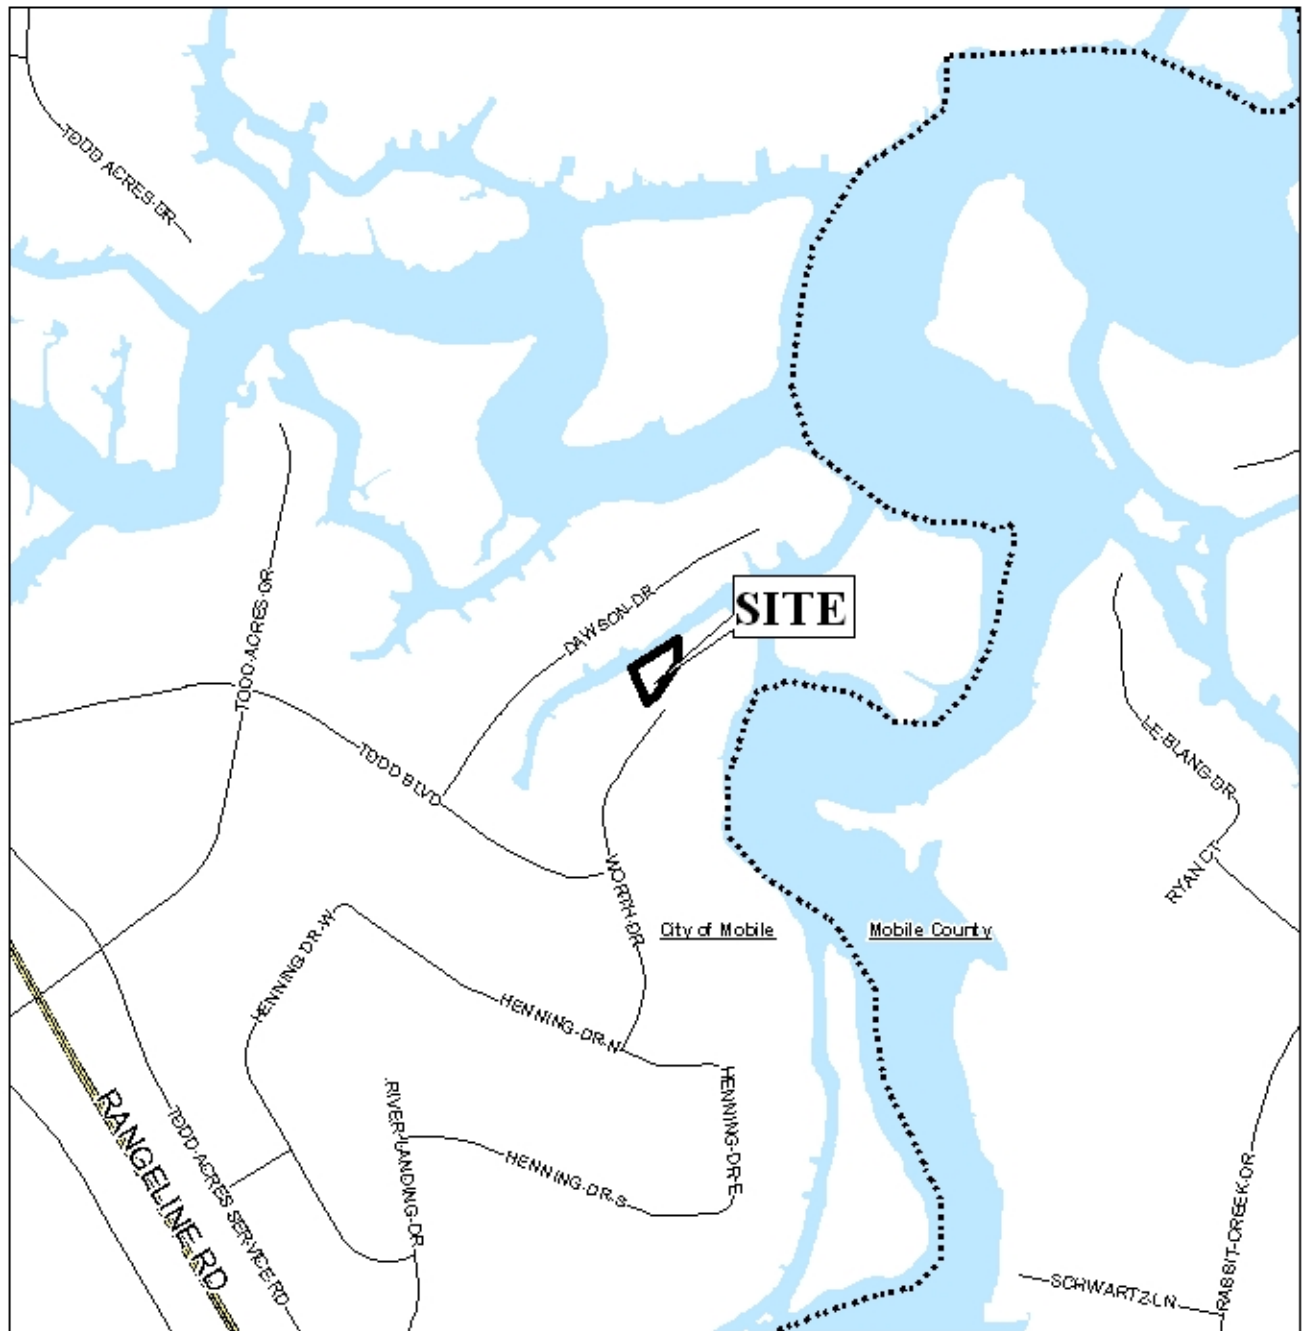 TODD ACRES DR
DAWSON DR
SITE
TODD ACRES DR
TODD BLVD
LE BLANG DR
RYAN CT
WORTH DR
City of Mobile
Mobile County
HENNING DR W
HENNING DR N
HENNING DR E
RIVER LANDING DR
HENNING DR S
RANGELINE RD
TODD ACRES SERVICE RD
RABBIT CREEK DR
SCHWARTZ LN